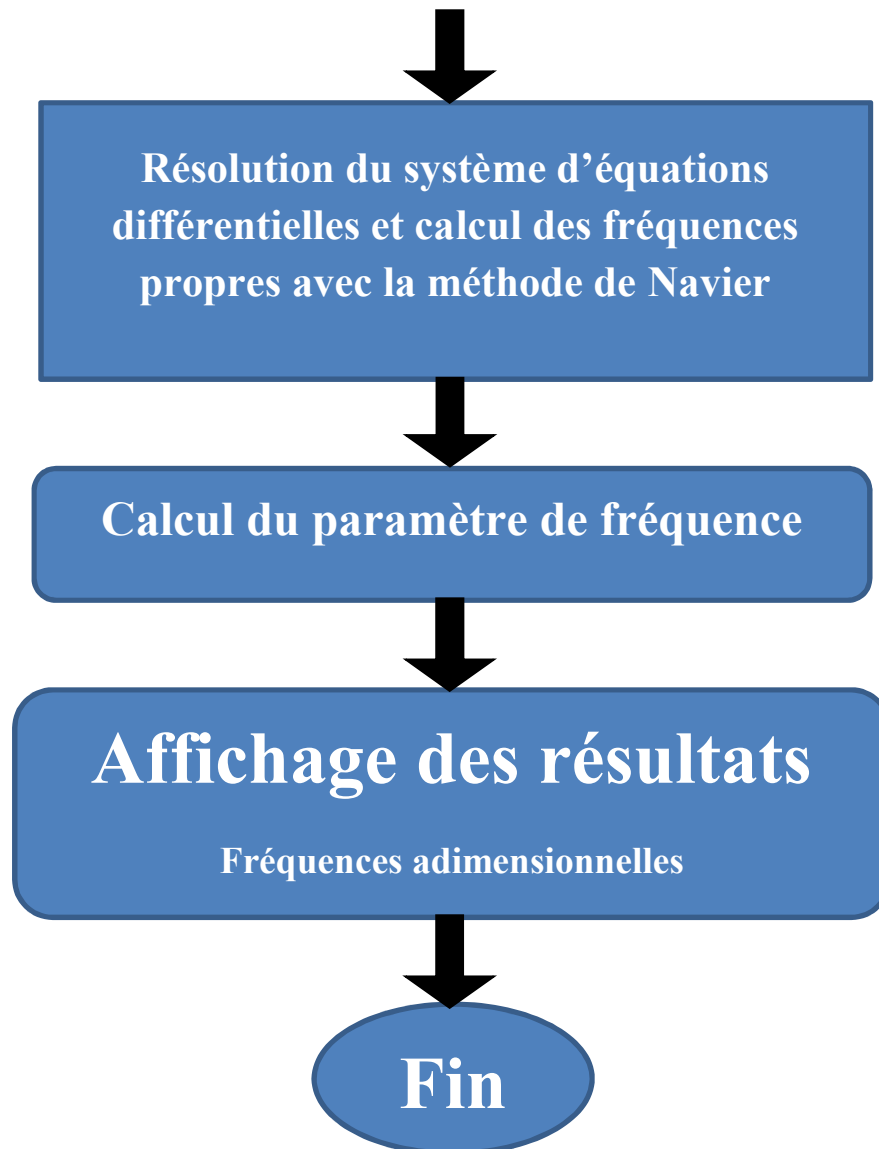 Résolution du système d’équations
différentielles et calcul des fréquences
propres avec la méthode de Navier
Calcul du paramètre de fréquence
Affichage des résultats
Fréquences adimensionnelles
Fin